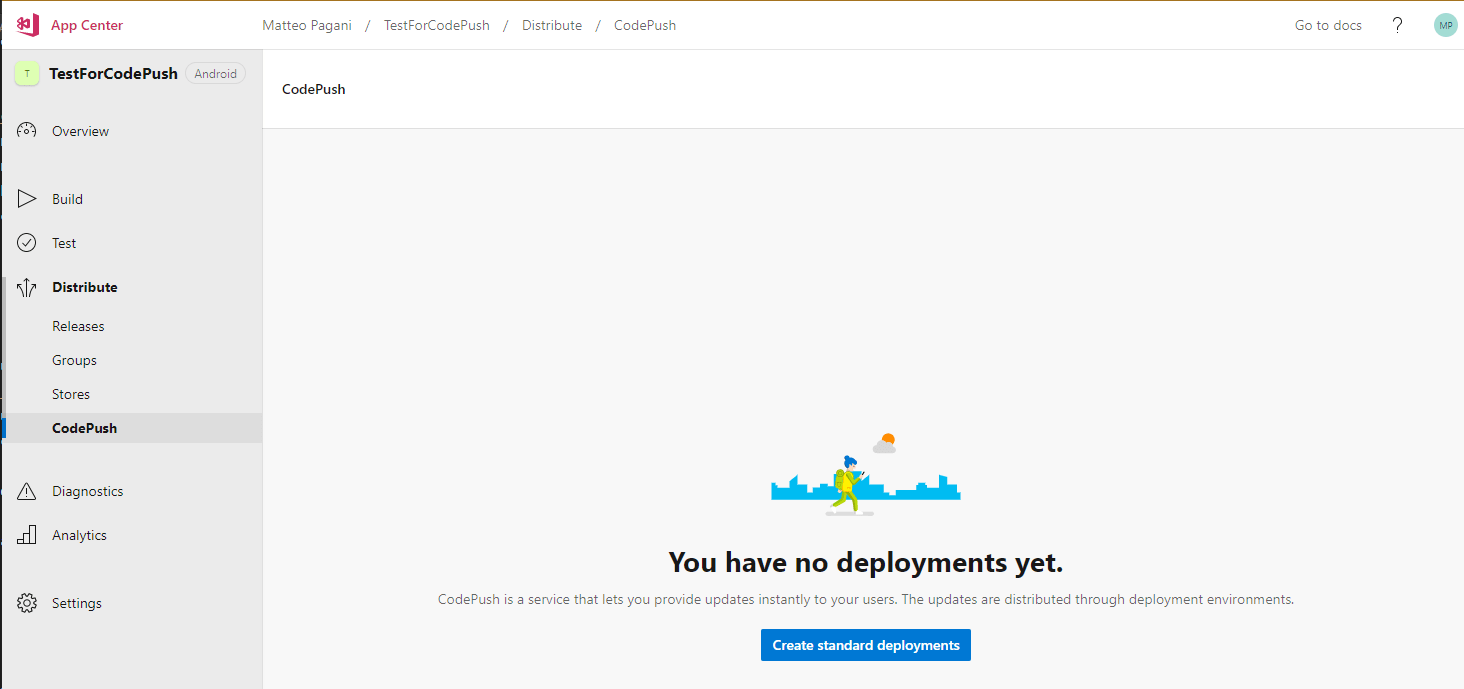 App Center
Matteo Pagani / TestForCodePush / Distribute / CodePush
Go to docs ? MP
T TestForCodePush Android
Overview
Build
Test
Distribute
Releases
Groups
Stores
CodePush
Diagnostics
Analytics
Settings
CodePush
You have no deployments yet.
CodePush is a service that lets you provide updates instantly to your users. The updates are distributed through deployment environments.
Create standard deployments